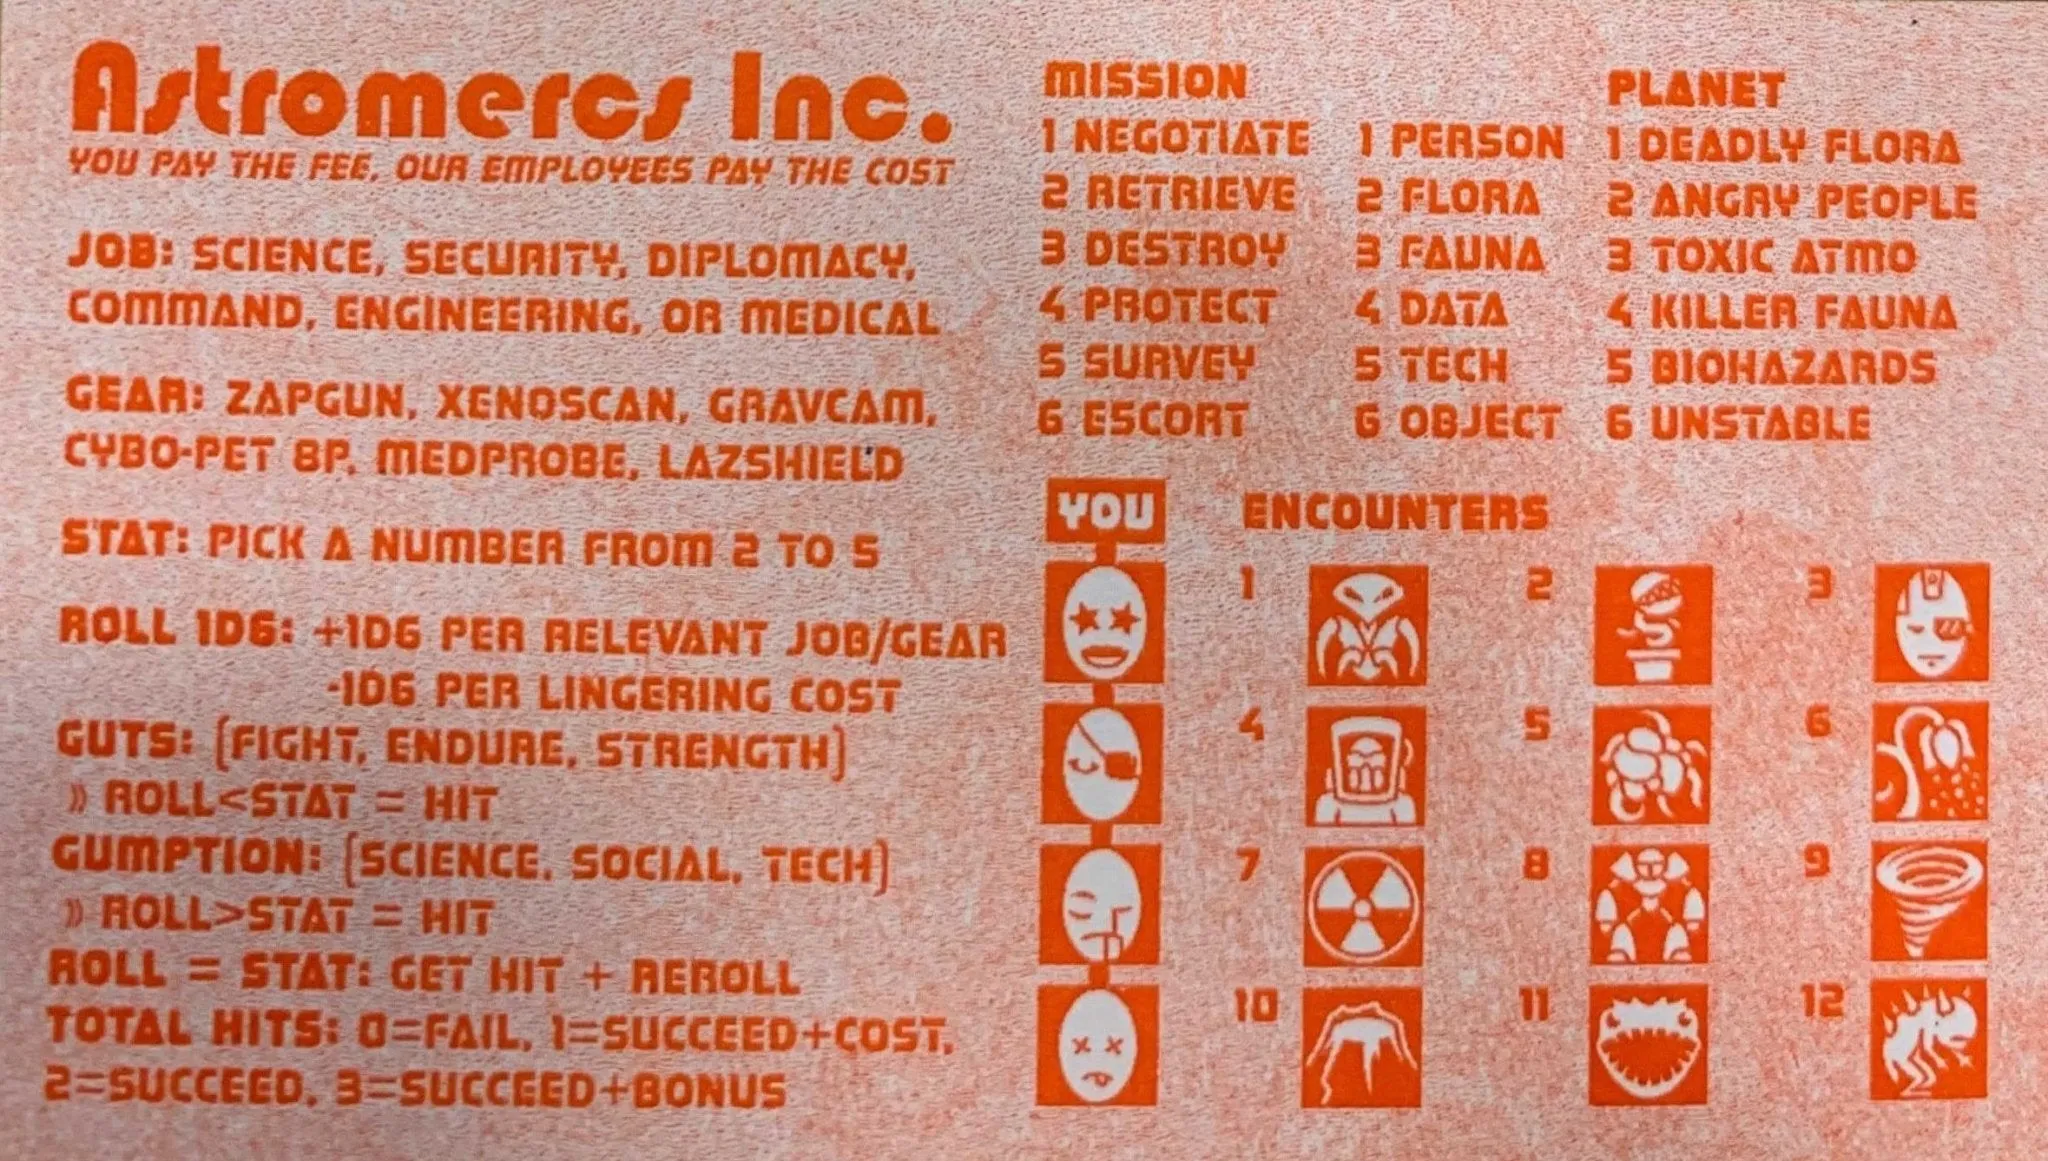 Astromercs Inc.
YOU PAY THE FEE, OUR EMPLOYEES PAY THE COST
JOB: SCIENCE, SECURITY, DIPLOMACY,
COMMAND, ENGINEERING, OR MEDICAL
GEAR: ZAPGUN, XENOSCAN, GRAVCAM,
CYBO-PET 8P, MEDPROBE, LAZSHIELD
STAT: PICK A NUMBER FROM 2 TO 5
ROLL 1D6: +1D6 PER RELEVANT JOB/GEAR
-1D6 PER LINGERING COST
GUTS: (FIGHT, ENDURE, STRENGTH)
» ROLL<STAT = HIT
GUMPTION: (SCIENCE, SOCIAL, TECH)
» ROLL>STAT = HIT
ROLL = STAT: GET HIT + REROLL
TOTAL HITS: 0=FAIL, 1=SUCCEED+COST,
2=SUCCEED, 3=SUCCEED+BONUS
MISSION
1 NEGOTIATE
2 RETRIEVE
3 DESTROY
4 PROTECT
5 SURVEY
6 ESCORT
1 PERSON
2 FLORA
3 FAUNA
4 DATA
5 TECH
6 OBJECT
PLANET
1 DEADLY FLORA
2 ANGRY PEOPLE
3 TOXIC ATMO
4 KILLER FAUNA
5 BIOHAZARDS
6 UNSTABLE
YOU
ENCOUNTERS
1 2 3
4 5 6
7 8 9
10 11 12